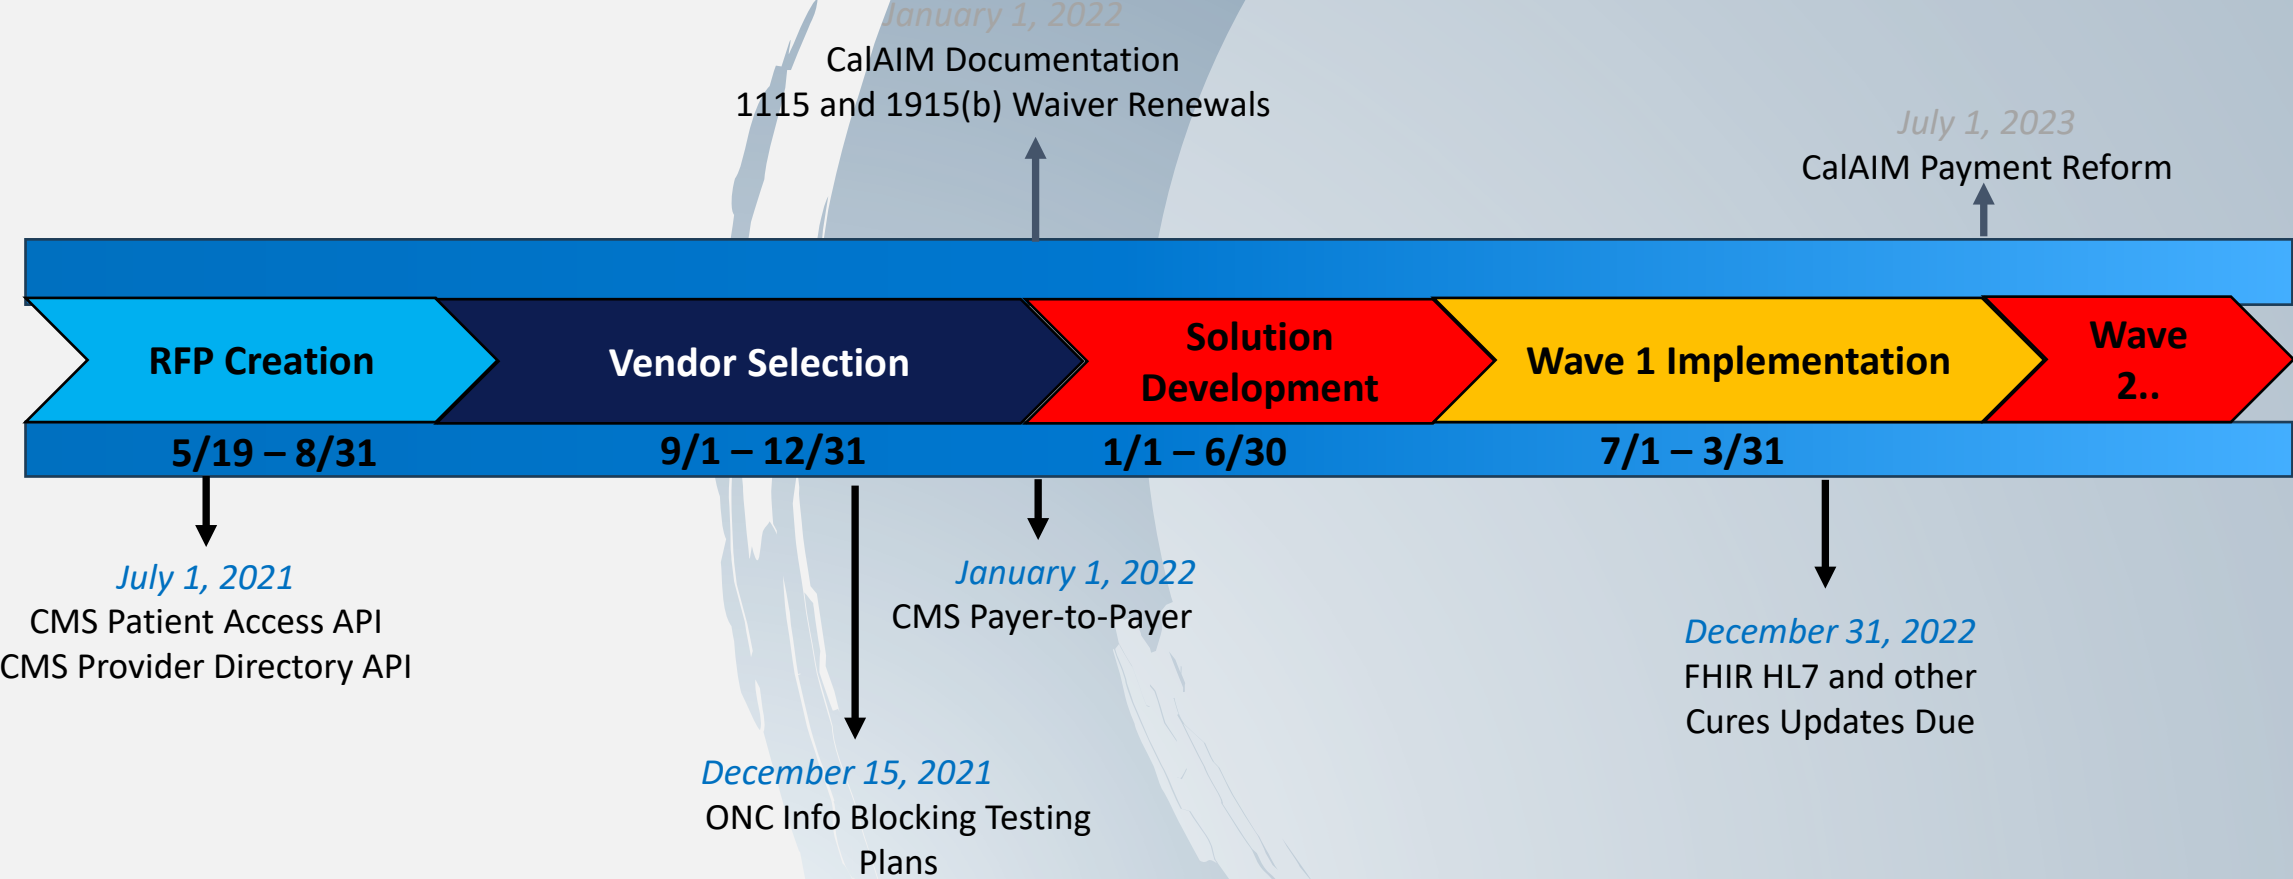 January 1, 2022
CalAIM Documentation
1115 and 1915(b) Waiver Renewals
July 1, 2023
CalAIM Payment Reform
RFP Creation
Vendor Selection
Solution
Development
Wave 1 Implementation
Wave
2..
5/19 – 8/31
9/1 – 12/31
1/1 – 6/30
7/1 – 3/31
July 1, 2021
CMS Patient Access API
CMS Provider Directory API
January 1, 2022
CMS Payer-to-Payer
December 31, 2022
FHIR HL7 and other
Cures Updates Due
December 15, 2021
ONC Info Blocking Testing
Plans